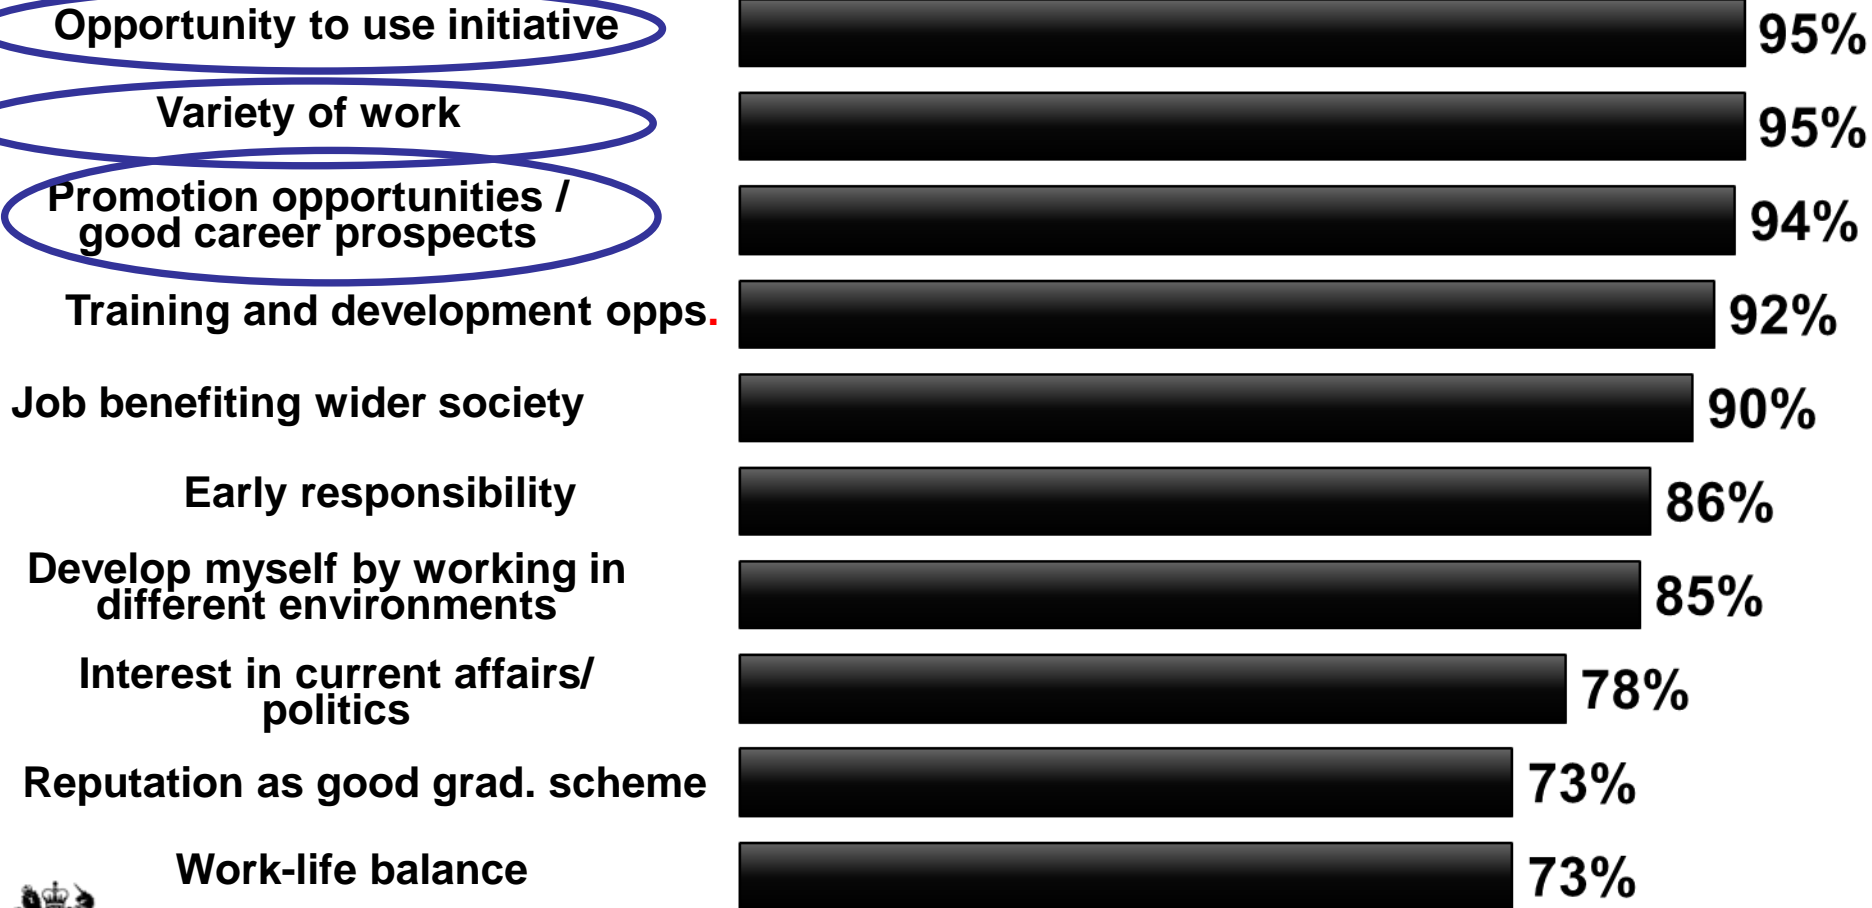 Opportunity to use initiative 95%
Variety of work 95%
Promotion opportunities /
good career prospects 94%
Training and development opps. 92%
Job benefiting wider society 90%
Early responsibility 86%
Develop myself by working in
different environments 85%
Interest in current affairs/
politics 78%
Reputation as good grad. scheme 73%
Work-life balance 73%